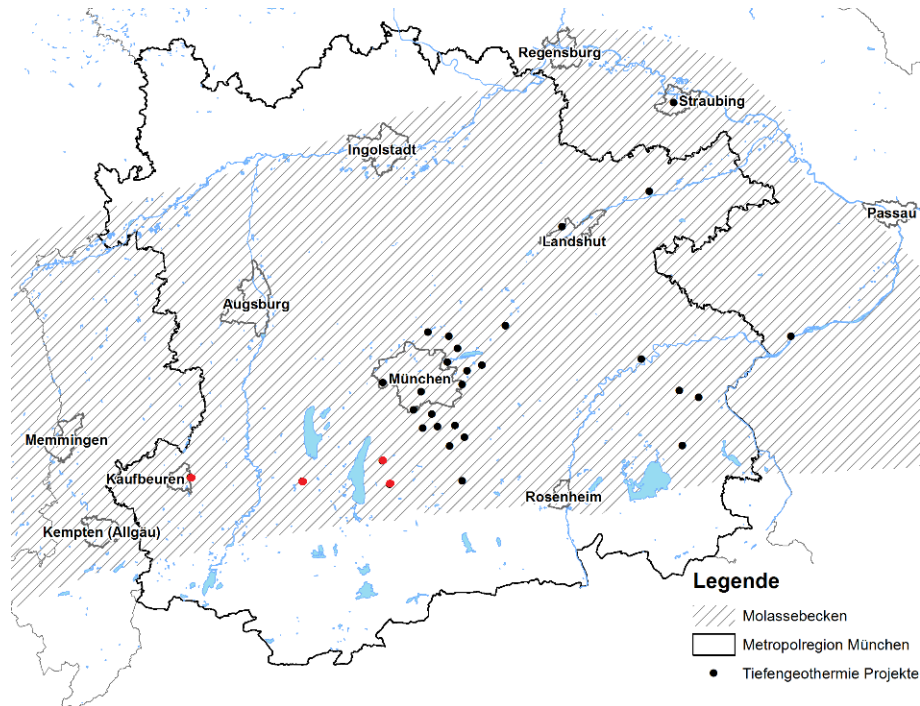 Regensburg
Straubing
Ingolstadt
Passau
Landshut
Augsburg
München
Memmingen
Kaufbeuren
Rosenheim
Kempten (Allgäu)
Legende
Molassebecken
Metropolregion München
Tiefengeothermie Projekte